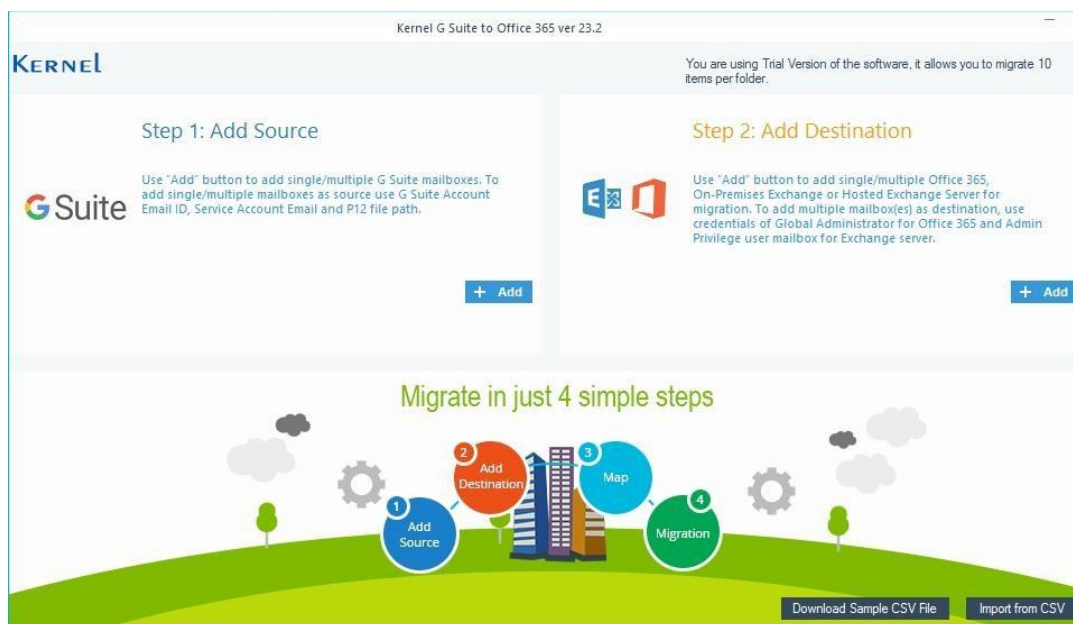 Kernel G Suite to Office 365 ver 23.2
KERNEL
You are using Trial Version of the software, it allows you to migrate 10
items per folder.
Step 1: Add Source
Use "Add" button to add single/multiple G Suite mailboxes. To
add single/multiple mailboxes as source use G Suite Account
Email ID, Service Account Email and P12 file path.
G Suite
+ Add
Step 2: Add Destination
Use "Add" button to add single/multiple Office 365,
On-Premises Exchange or Hosted Exchange Server for
migration. To add multiple mailbox(es) as destination, use
credentials of Global Administrator for Office 365 and Admin
Privilege user mailbox for Exchange server.
E
+ Add
Migrate in just 4 simple steps
1
Add
Source
2
Add
Destination
3
Map
4
Migration
Download Sample CSV File
Import from CSV